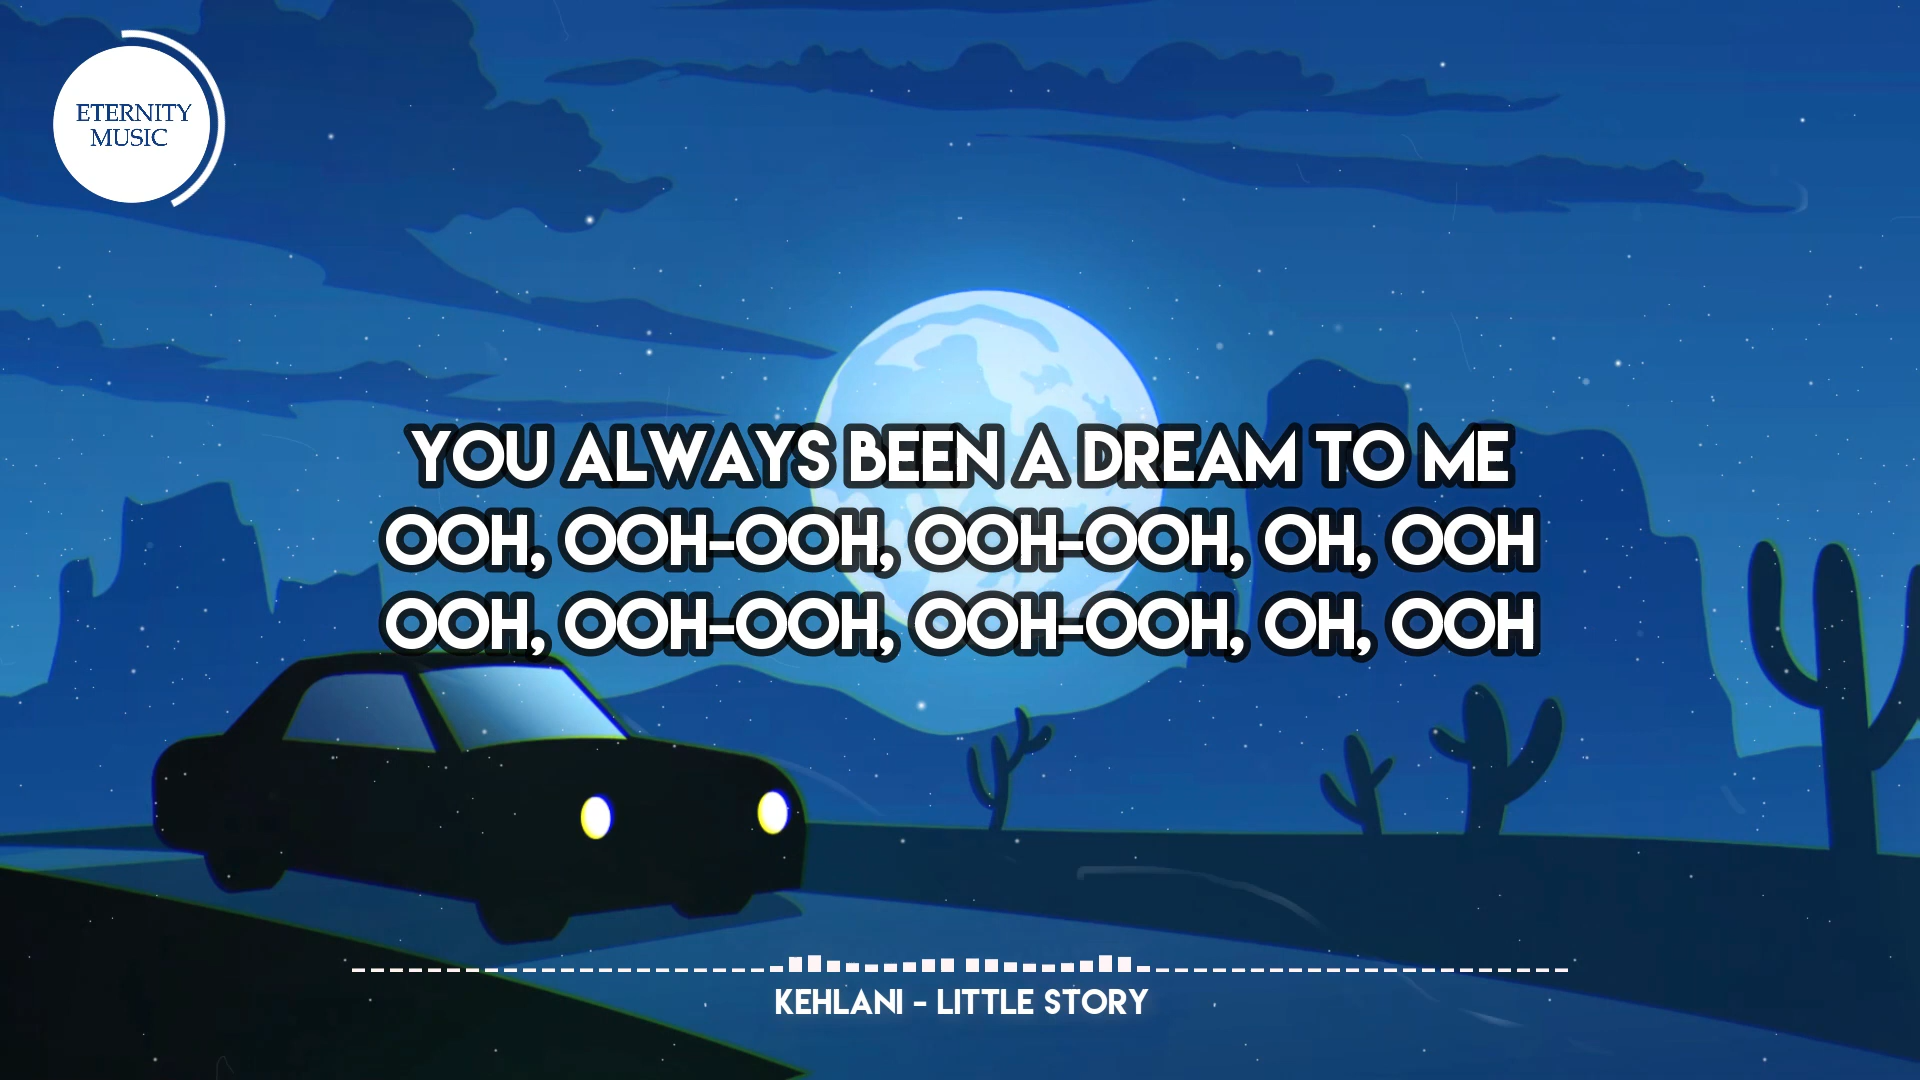 ETERNITY
MUSIC
YOU ALWAYS BEEN A DREAM TO ME
OOH, OOH-OOH, OOH-OOH, OH, OOH
OOH, OOH-OOH, OOH-OOH, OH, OOH
KEHLANI - LITTLE STORY